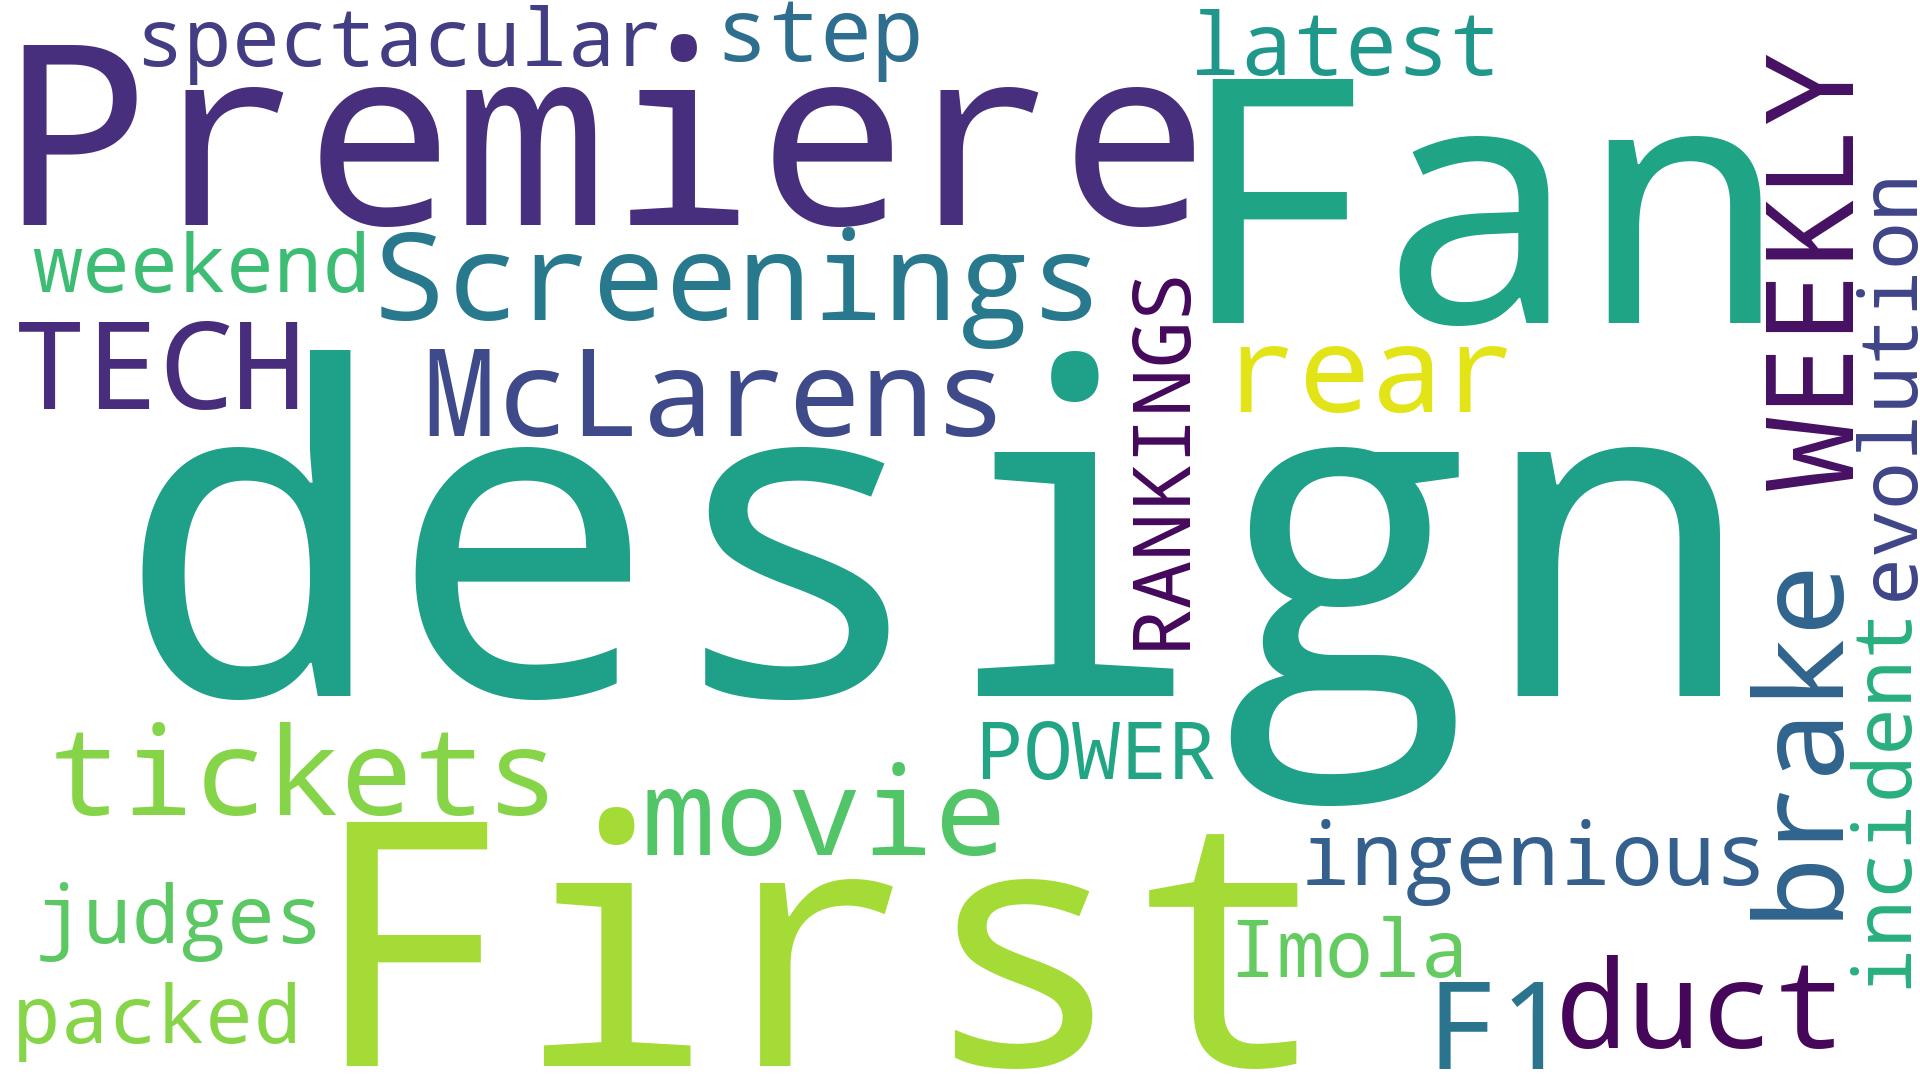 spectacular
step
latest
Premiere
Fan
WEEKLY
evolution
weekend
Screenings
RANKINGS
TECH
McLarens
rear
design
brake
incident
tickets
POWER
movie
First
ingenious
judges
Imola
packed
F1
duct